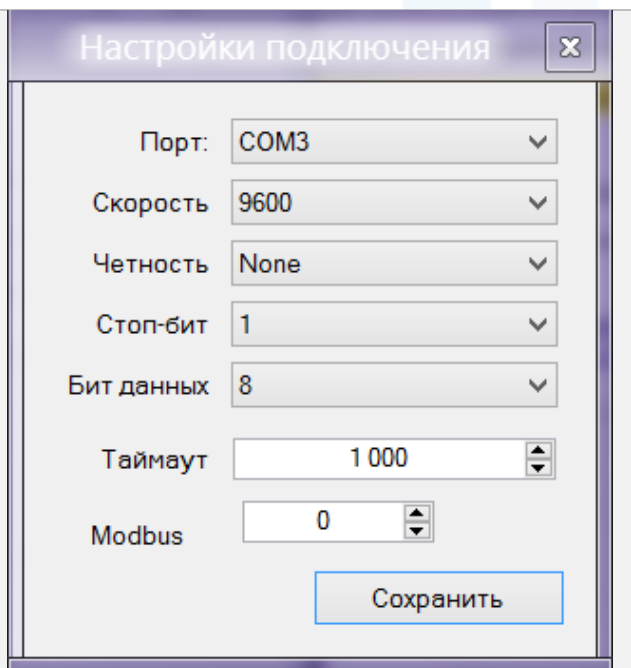 Настройки подключения
Порт: COM3
Скорость 9600
Четность None
Стоп-бит 1
Бит данных 8
Таймаут 1 000
Modbus 0
Сохранить